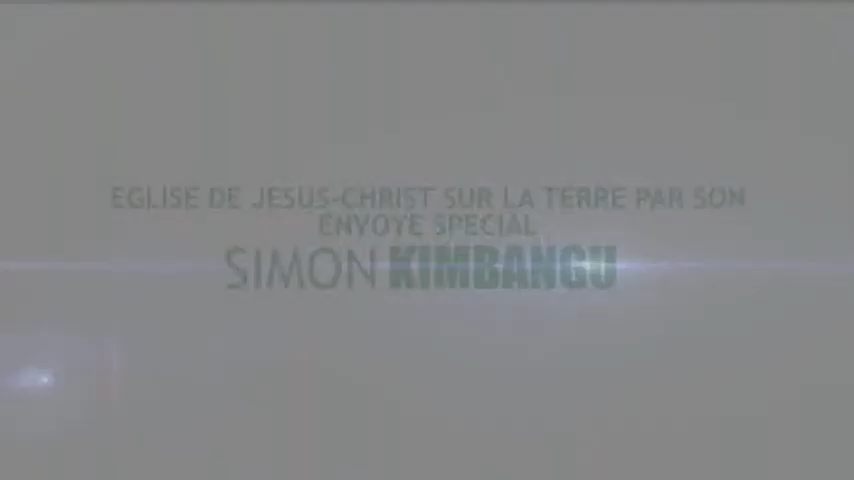 EGLISE DE JESUS-CHRIST SUR LA TERRE PAR SON
ENVOYE SPECIAL
SIMON KIMBANGU